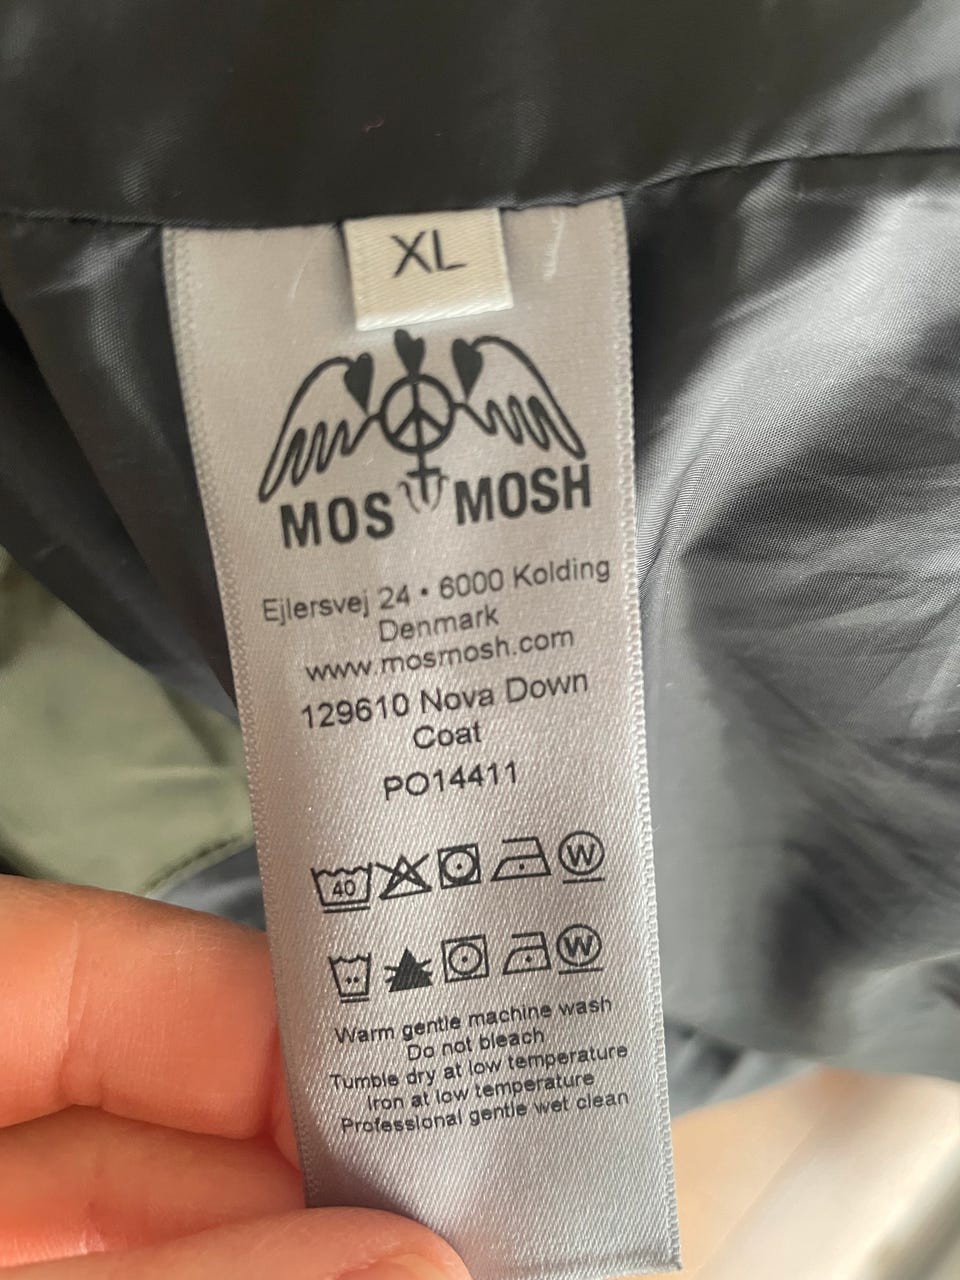 XL
MOS MOSH
Ejlersvej 24 • 6000 Kolding
Denmark
www.mosmosh.com
129610 Nova Down
Coat
PO14411
40 W
W
Warm gentle machine wash
Do not bleach
Tumble dry at low temperature
Iron at low temperature
Professional gentle wet clean